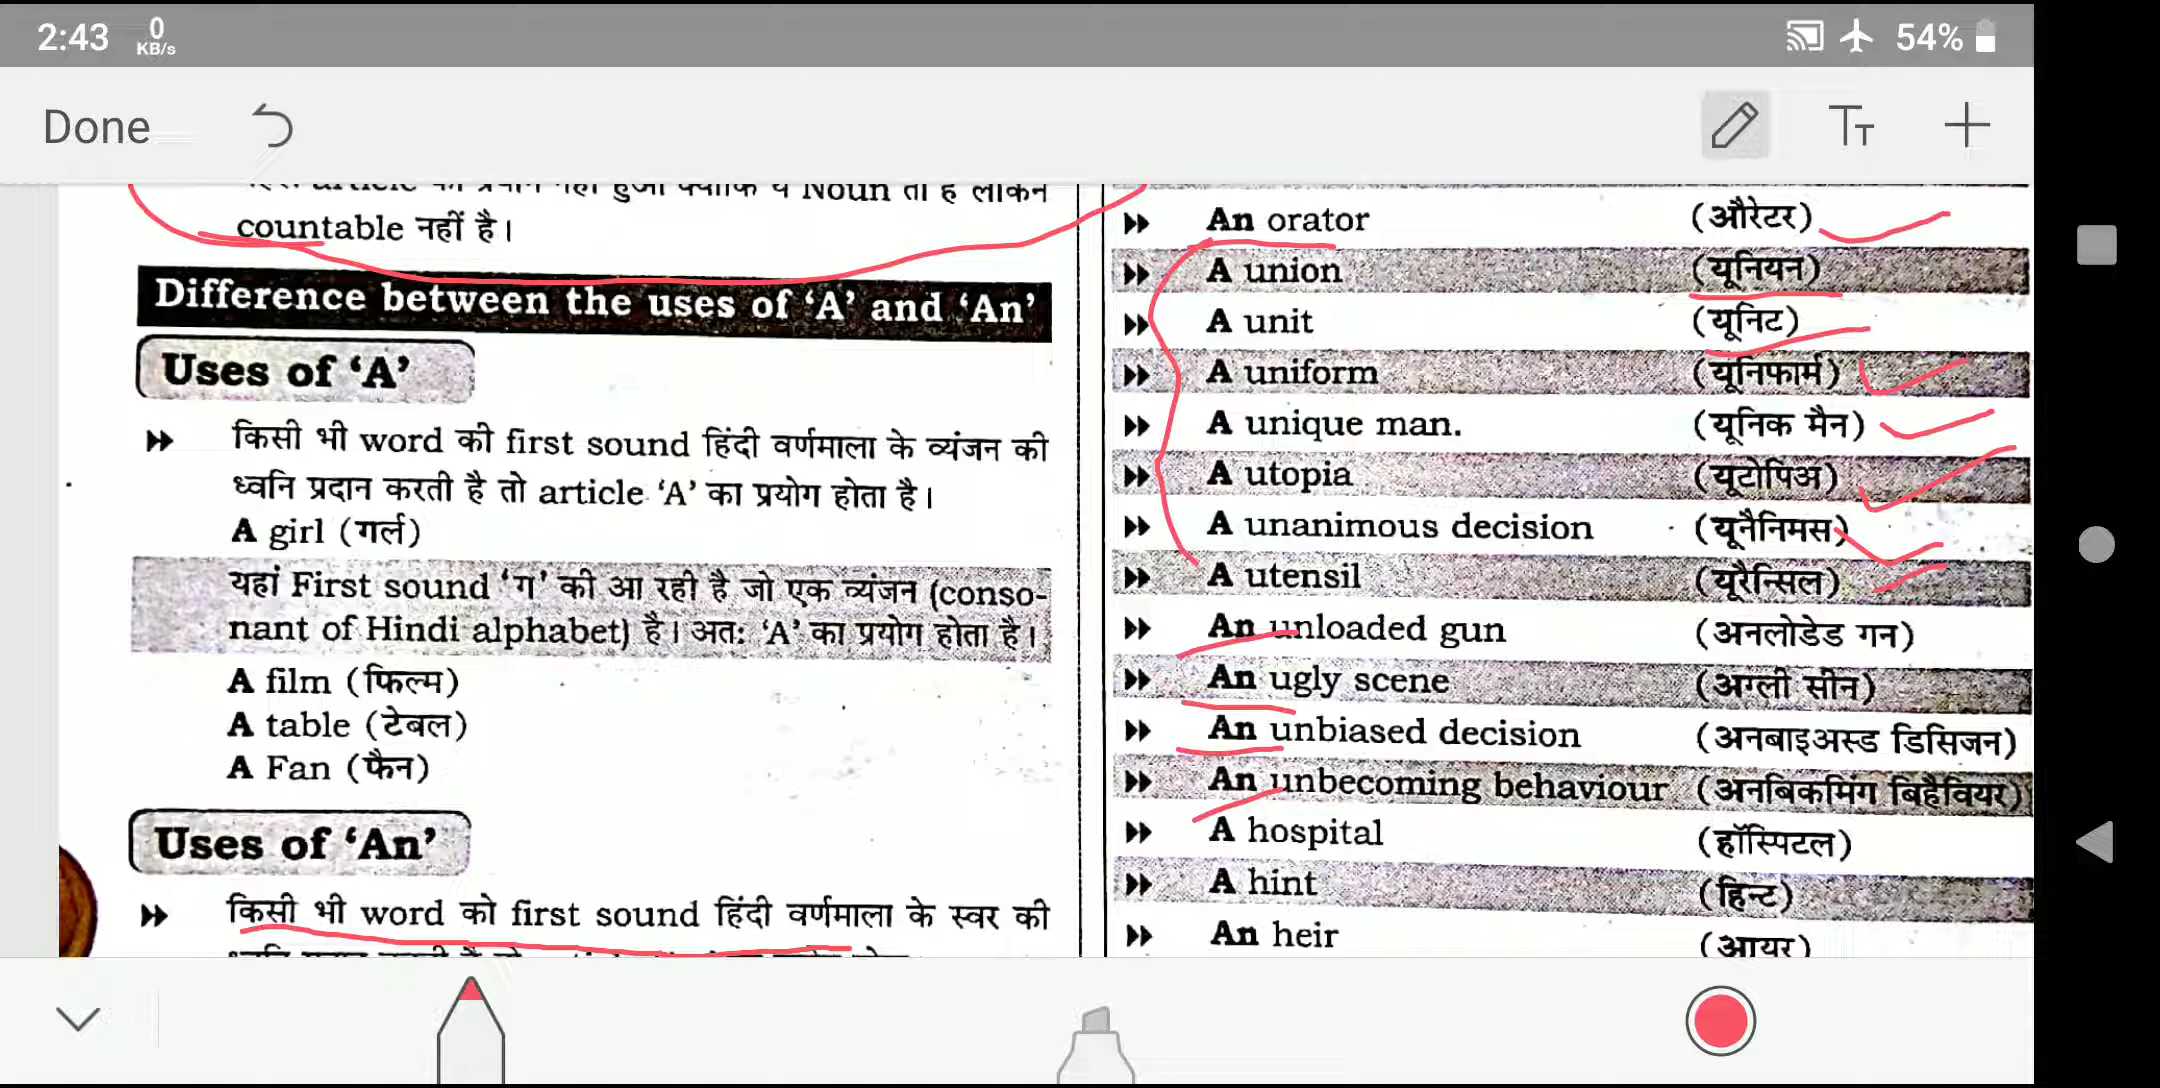 2:43
0
KB/s
54%
Done
TT
countable नहीं है।
Difference between the uses of ‘A’ and ‘An’
Uses of ‘A’
किसी भी word की first sound हिंदी वर्णमाला के व्यंजन की
ध्वनि प्रदान करती है तो article ‘A’ का प्रयोग होता है।
A girl (गर्ल)
यहां First sound ‘ग’ की आ रही है जो एक व्यंजन (conso-
nant of Hindi alphabet) है। अतः ‘A’ का प्रयोग होता है।
A film (फिल्म)
A table (टेबल)
A Fan (फैन)
Uses of ‘An’
किसी भी word को first sound हिंदी वर्णमाला के स्वर की
An orator (औरेटर)
A union (यूनियन)
A unit (यूनिट)
A uniform (यूनिफार्म)
A unique man. (यूनिक मैन)
A utopia (यूटोपिअ)
A unanimous decision (यूनैनिमस)
A utensil (यूरैन्सिल)
An unloaded gun (अनलोडेड गन)
An ugly scene (अग्ली सीन)
An unbiased decision (अनबाइअस्ड डिसिजन)
An unbecoming behaviour (अनबिकमिंग बिहैवियर)
A hospital (हॉस्पिटल)
A hint (हिन्ट)
An heir (आयर)